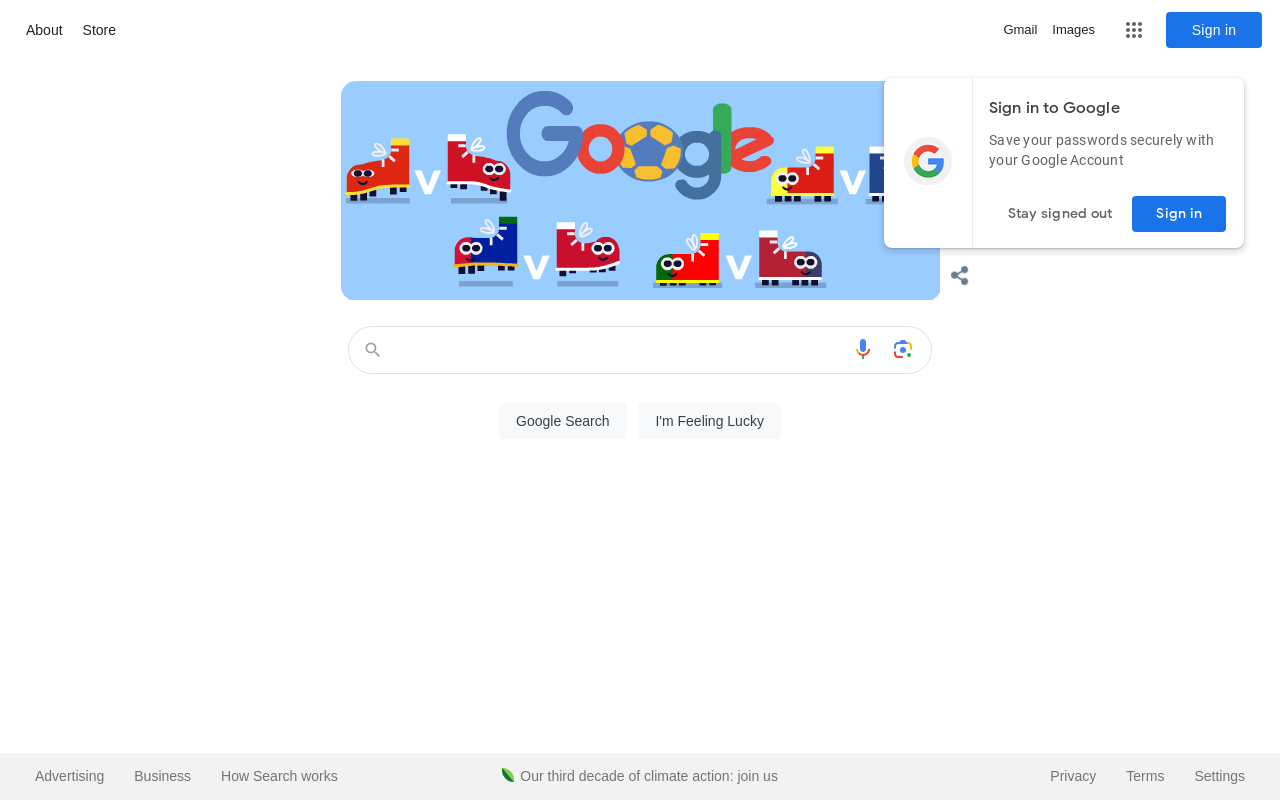 About Store
Gmail Images
Sign in
Google
v v
v v
Sign in to Google
Save your passwords securely with
your Google Account
Stay signed out
Sign in
Google Search
I'm Feeling Lucky
Our third decade of climate action: join us
Advertising Business How Search works
Privacy Terms Settings